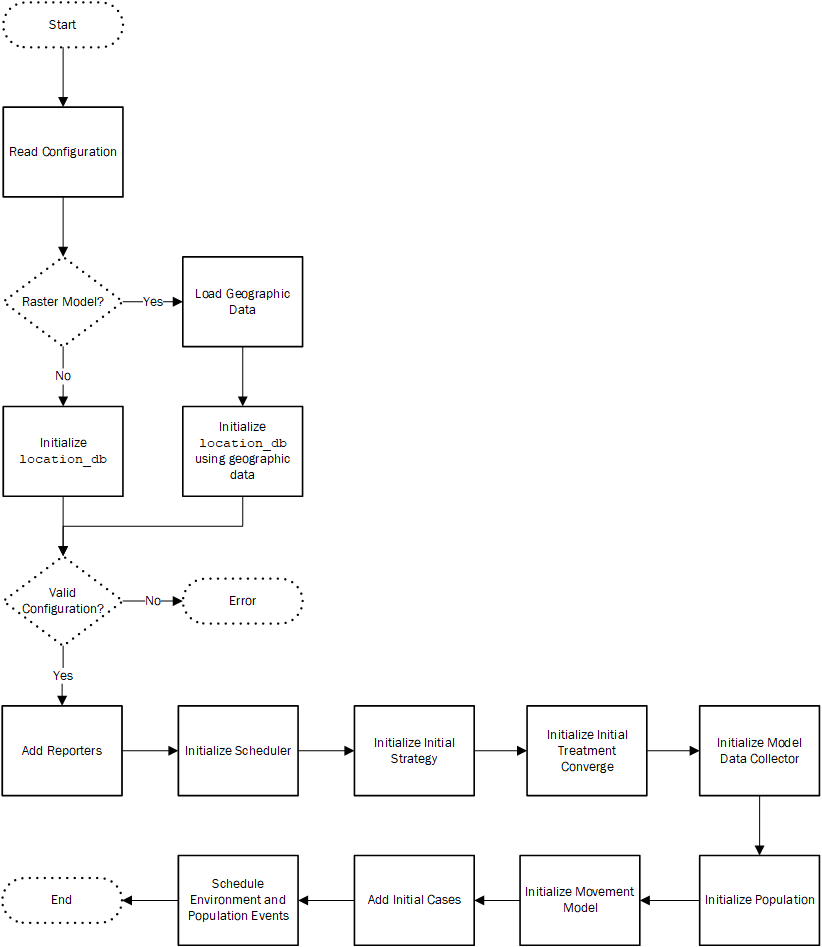 Start
Read Configuration
Raster Model?
Yes
Load Geographic
Data
No
Initialize
location_db
Initialize
location_db
using geographic
data
Valid
Configuration?
No
Error
Yes
Add Reporters
Initialize Scheduler
Initialize Initial
Strategy
Initialize Initial
Treatment
Converge
Initialize Model
Data Collector
Initialize Population
Initialize Movement
Model
Add Initial Cases
Schedule
Environment and
Population Events
End